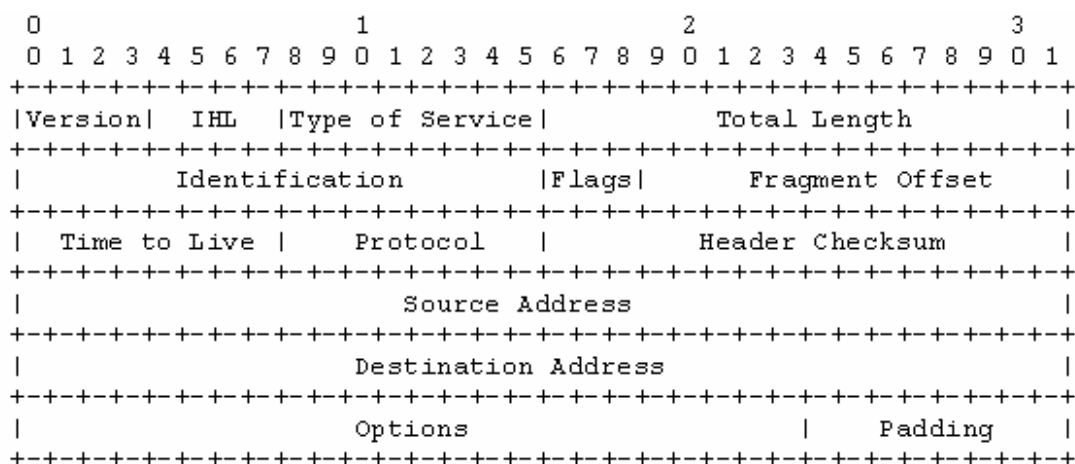 0                   1                   2                   3
 0 1 2 3 4 5 6 7 8 9 0 1 2 3 4 5 6 7 8 9 0 1 2 3 4 5 6 7 8 9 0 1
+-+-+-+-+-+-+-+-+-+-+-+-+-+-+-+-+-+-+-+-+-+-+-+-+-+-+-+-+-+-+-+-+
|Version|  IHL  |Type of Service|          Total Length         |
+-+-+-+-+-+-+-+-+-+-+-+-+-+-+-+-+-+-+-+-+-+-+-+-+-+-+-+-+-+-+-+-+
|         Identification        |Flags|      Fragment Offset    |
+-+-+-+-+-+-+-+-+-+-+-+-+-+-+-+-+-+-+-+-+-+-+-+-+-+-+-+-+-+-+-+-+
|  Time to Live |    Protocol   |         Header Checksum       |
+-+-+-+-+-+-+-+-+-+-+-+-+-+-+-+-+-+-+-+-+-+-+-+-+-+-+-+-+-+-+-+-+
|                       Source Address                          |
+-+-+-+-+-+-+-+-+-+-+-+-+-+-+-+-+-+-+-+-+-+-+-+-+-+-+-+-+-+-+-+-+
|                    Destination Address                        |
+-+-+-+-+-+-+-+-+-+-+-+-+-+-+-+-+-+-+-+-+-+-+-+-+-+-+-+-+-+-+-+-+
|                    Options                    |    Padding    |
+-+-+-+-+-+-+-+-+-+-+-+-+-+-+-+-+-+-+-+-+-+-+-+-+-+-+-+-+-+-+-+-+